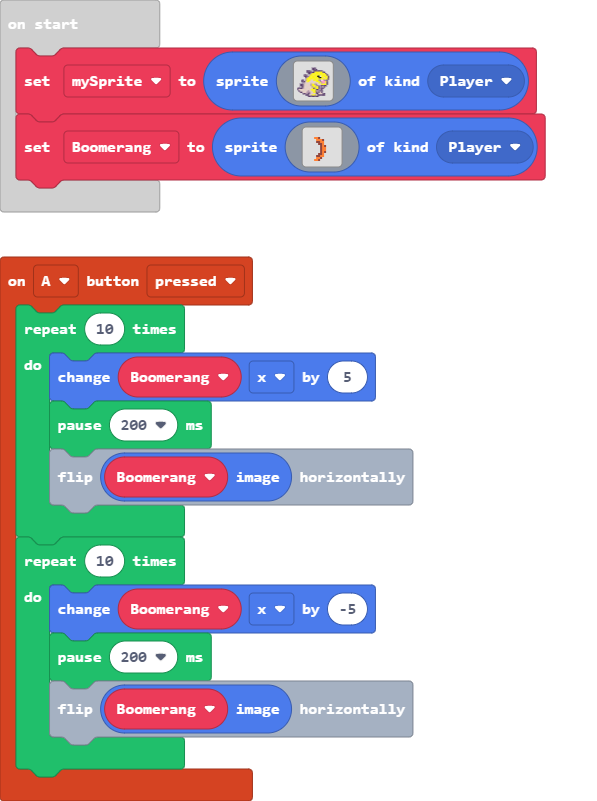 on start
set mySprite to sprite of kind Player
set Boomerang to sprite of kind Player
on A button pressed
repeat 10 times
do
change Boomerang x by 5
pause 200 ms
flip Boomerang image horizontally
repeat 10 times
do
change Boomerang x by -5
pause 200 ms
flip Boomerang image horizontally